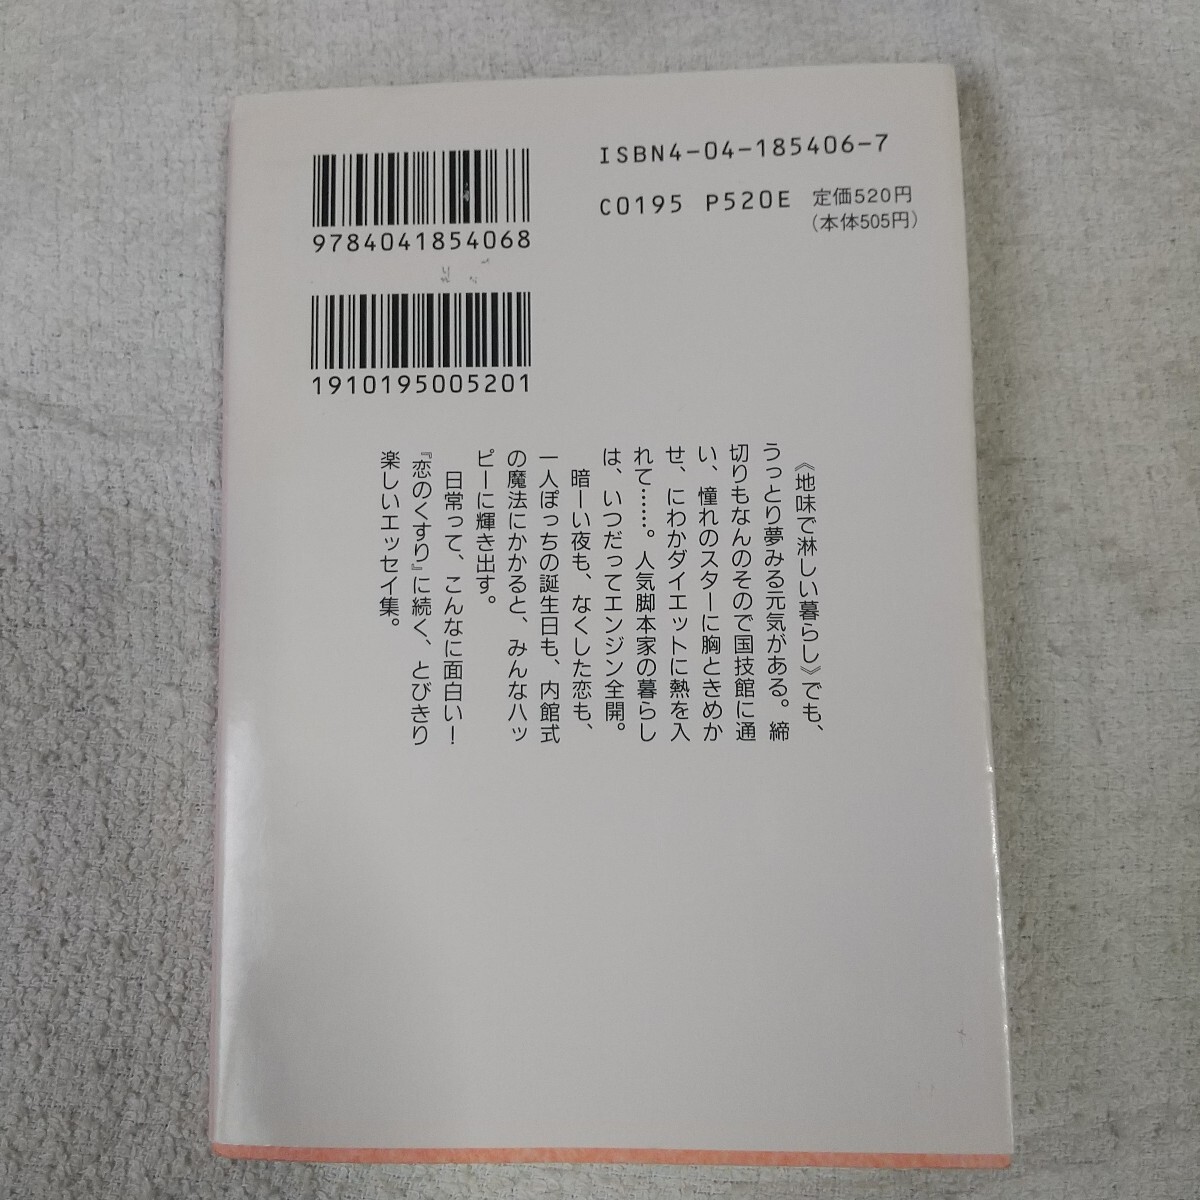 ISBN4-04-185406-7
C0195 P520E 定価520円
(本体505円)
9784041854068
1910195005201
《地味で淋しい暮らし》でも、
うっとり夢みる元気がある。締
切りもなんのそので国技館に通
い、憧れのスターに胸ときめか
せ、にわかダイエットに熱を入
れて……。人気脚本家の暮らし
は、いつだってエンジン全開。
暗ーい夜も、なくした恋も、
一人ぽっちの誕生日も、内館式
の魔法にかかると、みんなハッ
ピーに輝き出す。
日常って、こんなに面白い!
『恋のくすり』に続く、とびきり
楽しいエッセイ集。